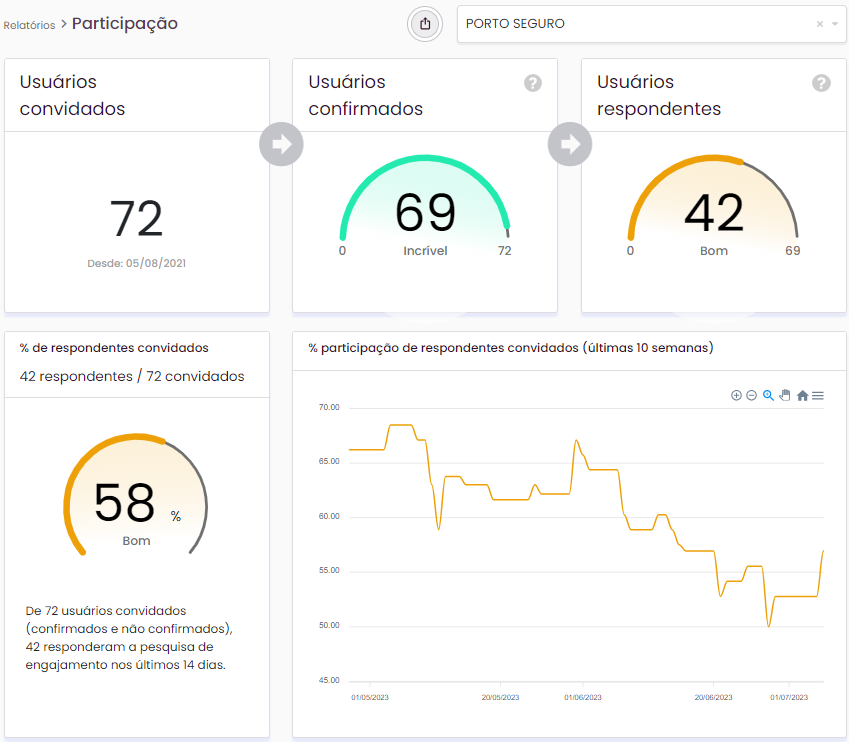 Relatórios > Participação
PORTO SEGURO
Usuários
convidados
72
Desde: 05/08/2021
Usuários
confirmados
?
69
0
Incrível
72
Usuários
respondentes
?
42
0
Bom
69
% de respondentes convidados
42 respondentes / 72 convidados
58 %
Bom
De 72 usuários convidados
(confirmados e não confirmados),
42 responderam a pesquisa de
engajamento nos últimos 14 dias.
% participação de respondentes convidados (últimas 10 semanas)
70.00
65.00
60.00
55.00
50.00
45.00
01/05/2023
20/05/2023
01/06/2023
20/06/2023
01/07/2023